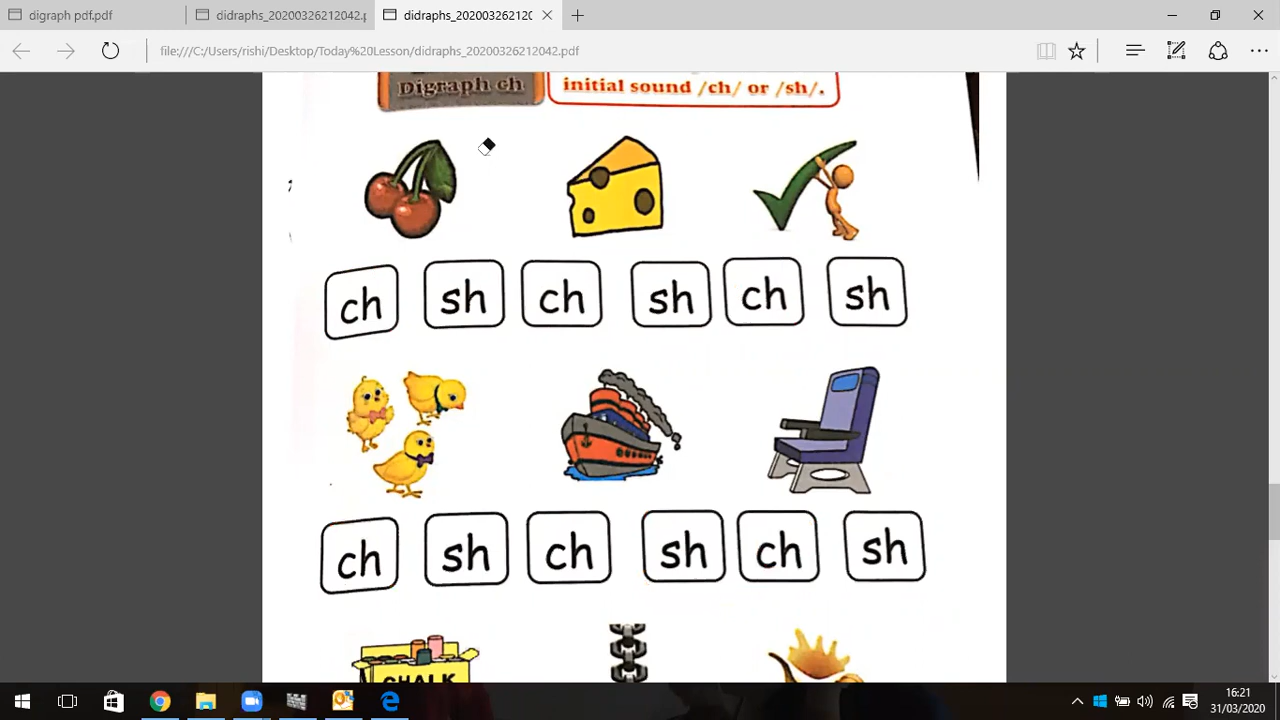 digraph pdf.pdf
didraphs_20200326212042.p
didraphs_202003262120
file:///C:/Users/rishi/Desktop/Today%20Lesson/didraphs_20200326212042.pdf
Digraph ch
initial sound /ch/ or /sh/.
ch sh ch sh ch sh
ch sh ch sh ch sh
CHALK
16:21
31/03/2020